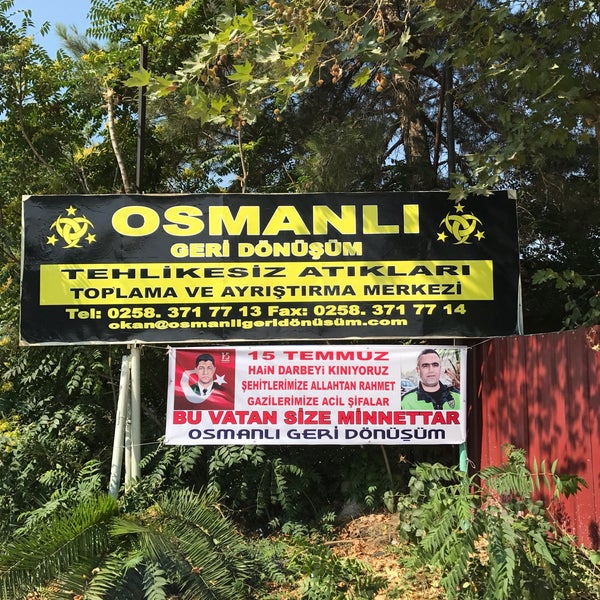 OSMANLI
GERİ DÖNÜŞÜM
TEHLİKESİZ ATIKLARI
TOPLAMA VE AYRIŞTIRMA MERKEZİ
Tel: 0258. 371 77 13 Fax: 0258. 371 77 14
okan@osmanligeridönüsüm.com
15 TEMMUZ
HAİN DARBEYİ KINIYORUZ
ŞEHİTLERİMİZE ALLAHTAN RAHMET
GAZİLERİMİZE ACİL ŞİFALAR
BU VATAN SİZE MİNNETTAR
OSMANLI GERİ DÖNÜŞÜM